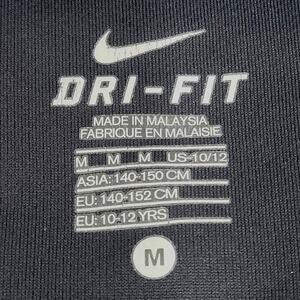 DRI-FIT
MADE IN MALAYSIA
FABRIQUE EN MALAISIE
M M M US-10/12
ASIA: 140-150 CM
EU: 140-152 CM
EU: 10-12 YRS
M